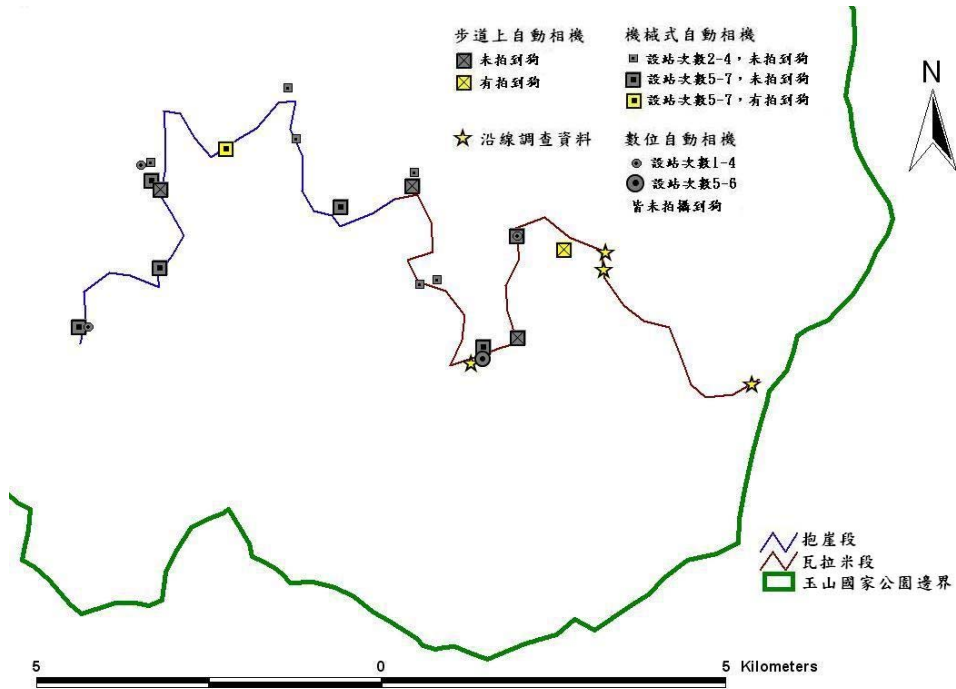 步道上自動相機
未拍到狗
有拍到狗
沿線調查資料
機械式自動相機
設站次數2-4，未拍到狗
設站次數5-7，未拍到狗
設站次數5-7，有拍到狗
數位自動相機
設站次數1-4
設站次數5-6
皆未拍攝到狗
N
抱崖段
瓦拉米段
玉山國家公園邊界
5 0 5 Kilometers